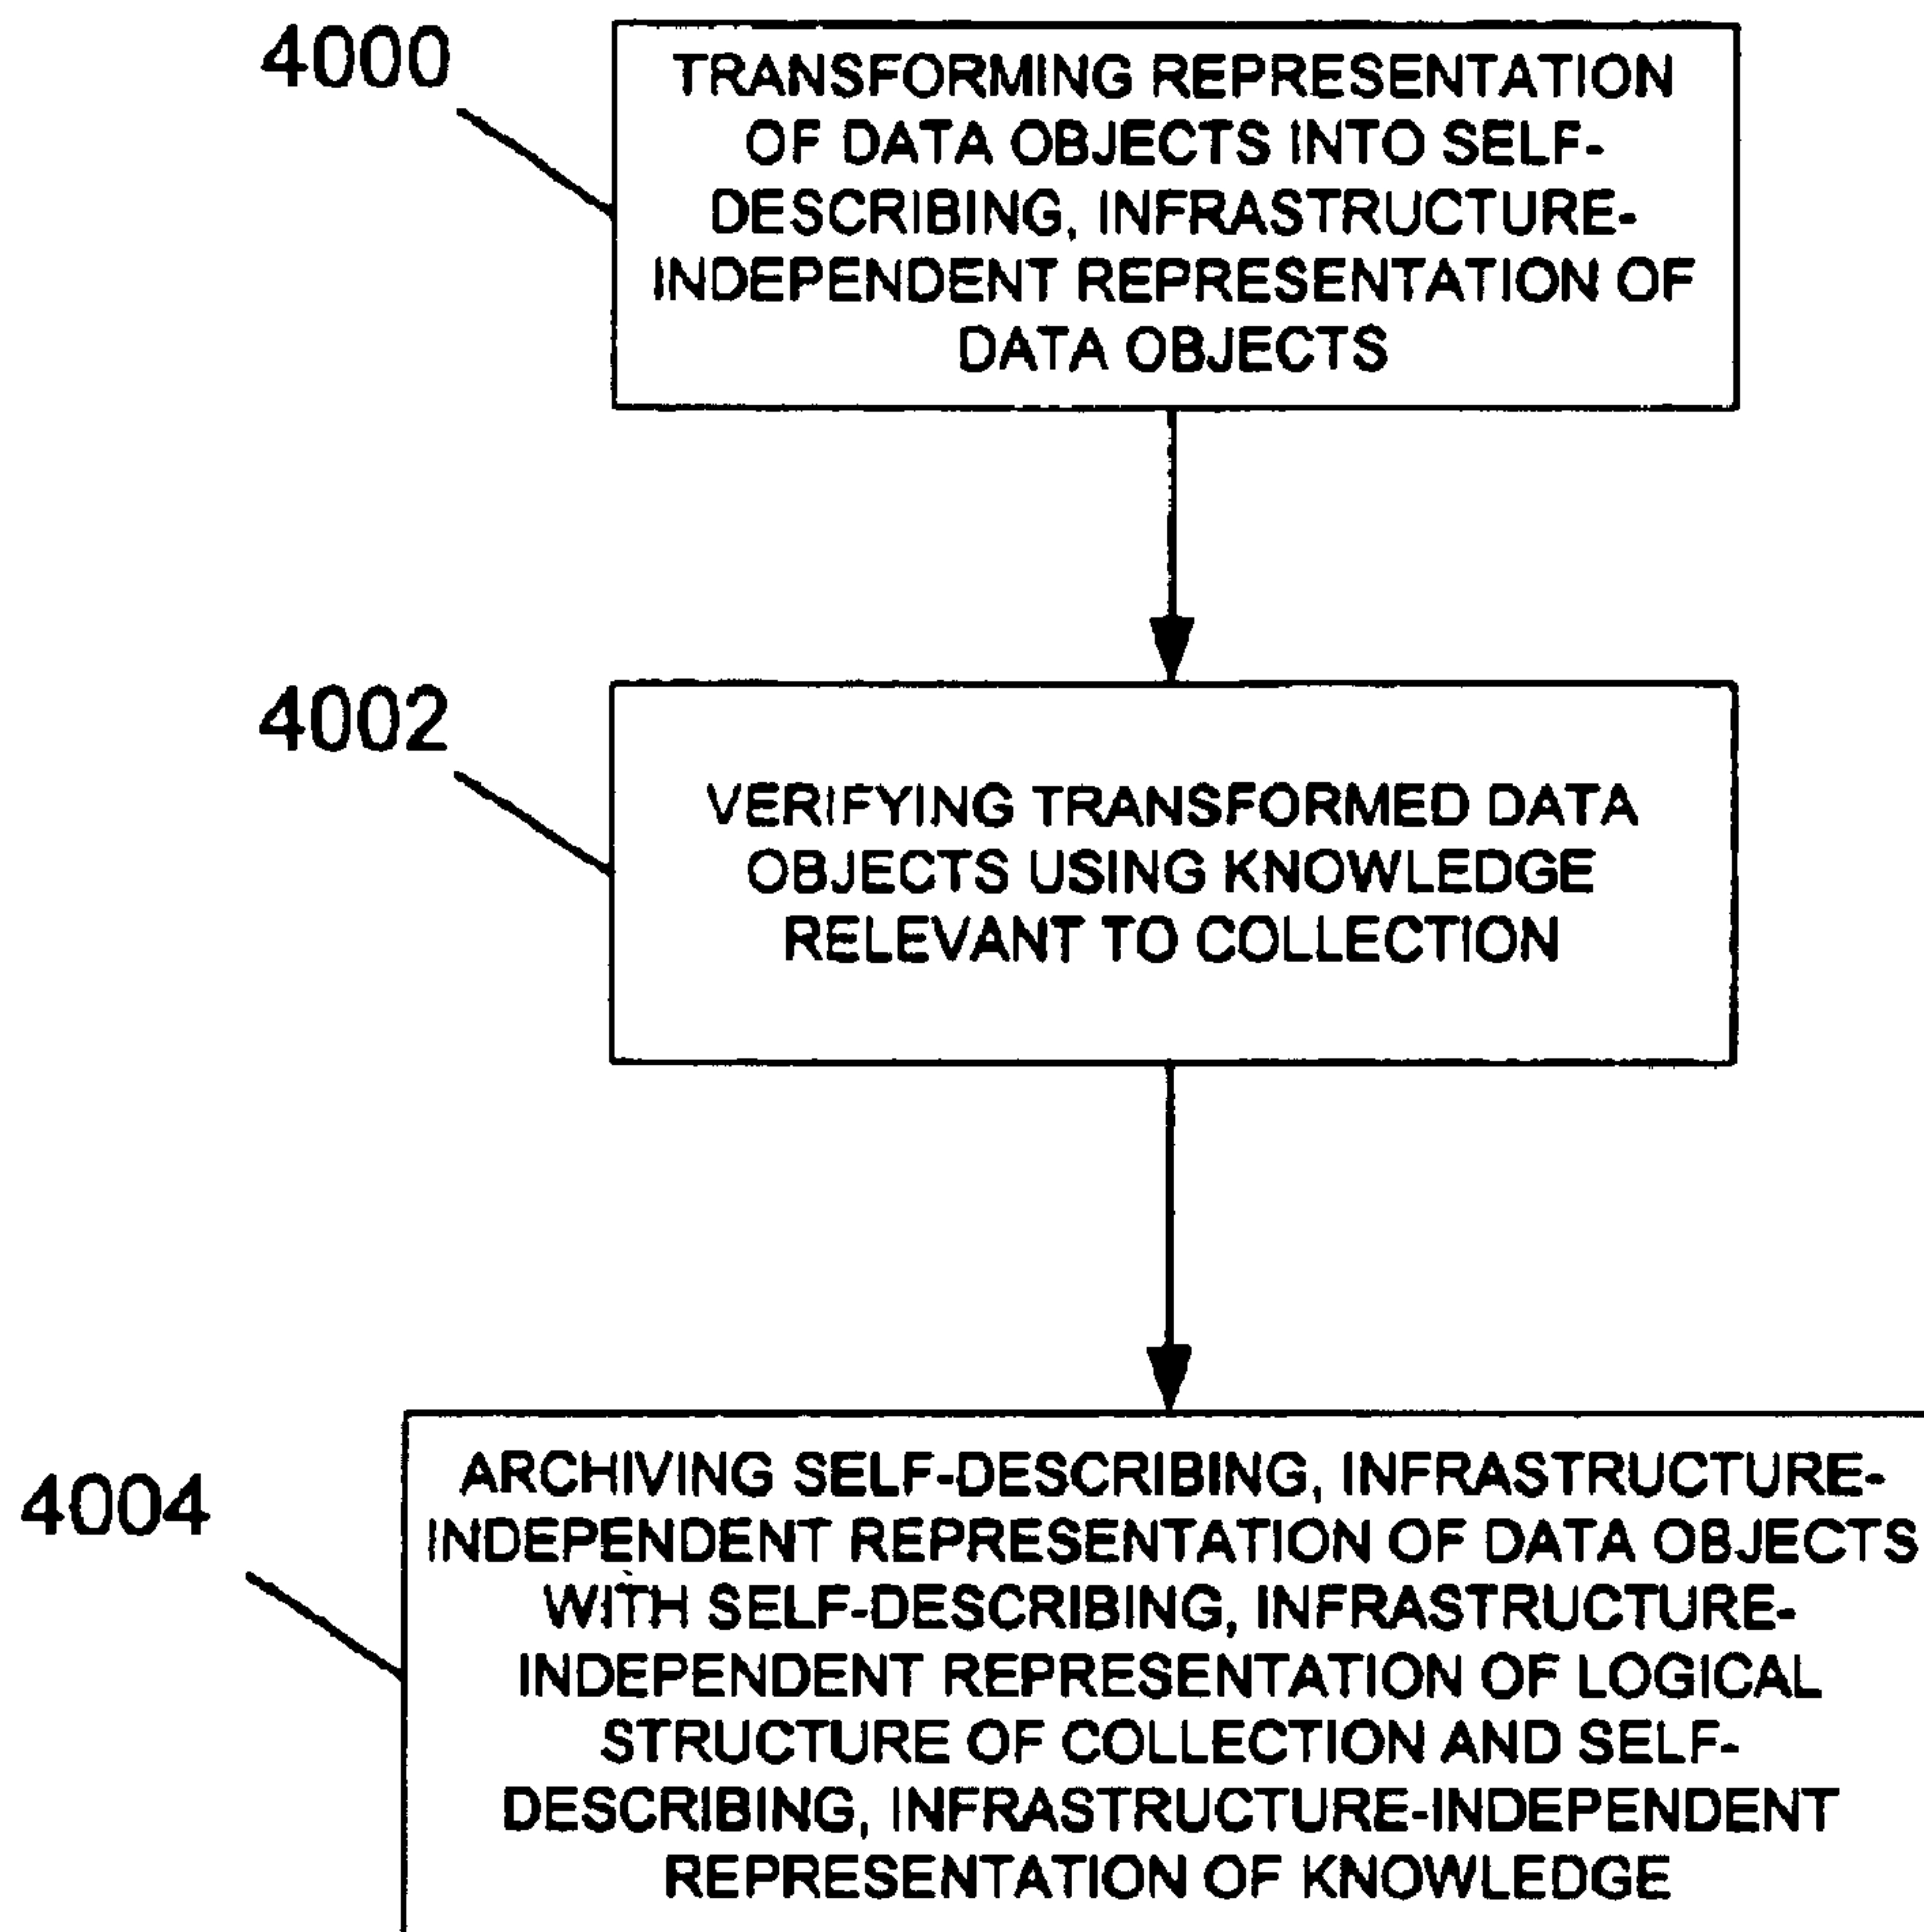 4000
TRANSFORMING REPRESENTATION
OF DATA OBJECTS INTO SELF-
DESCRIBING, INFRASTRUCTURE-
INDEPENDENT REPRESENTATION OF
DATA OBJECTS
4002
VERIFYING TRANSFORMED DATA
OBJECTS USING KNOWLEDGE
RELEVANT TO COLLECTION
4004
ARCHIVING SELF-DESCRIBING, INFRASTRUCTURE-
INDEPENDENT REPRESENTATION OF DATA OBJECTS
WITH SELF-DESCRIBING, INFRASTRUCTURE-
INDEPENDENT REPRESENTATION OF LOGICAL
STRUCTURE OF COLLECTION AND SELF-
DESCRIBING, INFRASTRUCTURE-INDEPENDENT
REPRESENTATION OF KNOWLEDGE